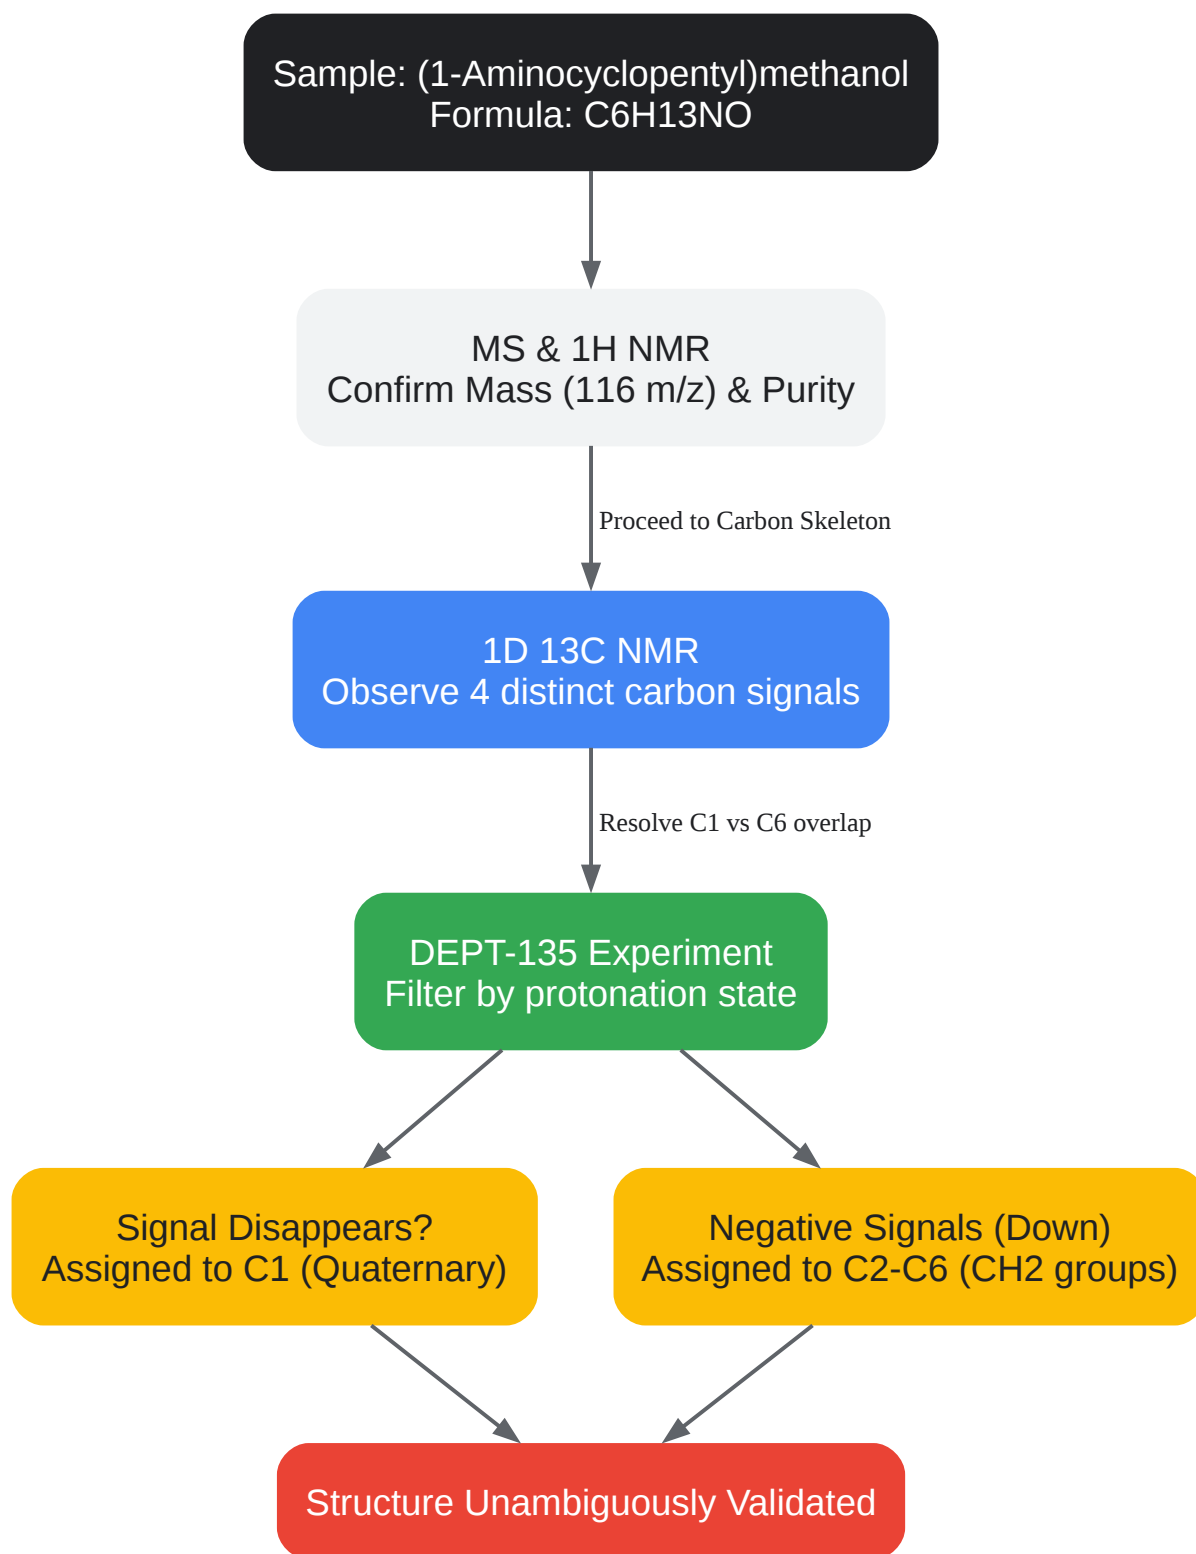 Sample: (1-Aminocyclopentyl)methanol
Formula: C6H13NO
MS & 1H NMR
Confirm Mass (116 m/z) & Purity
Proceed to Carbon Skeleton
1D 13C NMR
Observe 4 distinct carbon signals
Resolve C1 vs C6 overlap
DEPT-135 Experiment
Filter by protonation state
Signal Disappears?
Assigned to C1 (Quaternary)
Negative Signals (Down)
Assigned to C2-C6 (CH2 groups)
Structure Unambiguously Validated